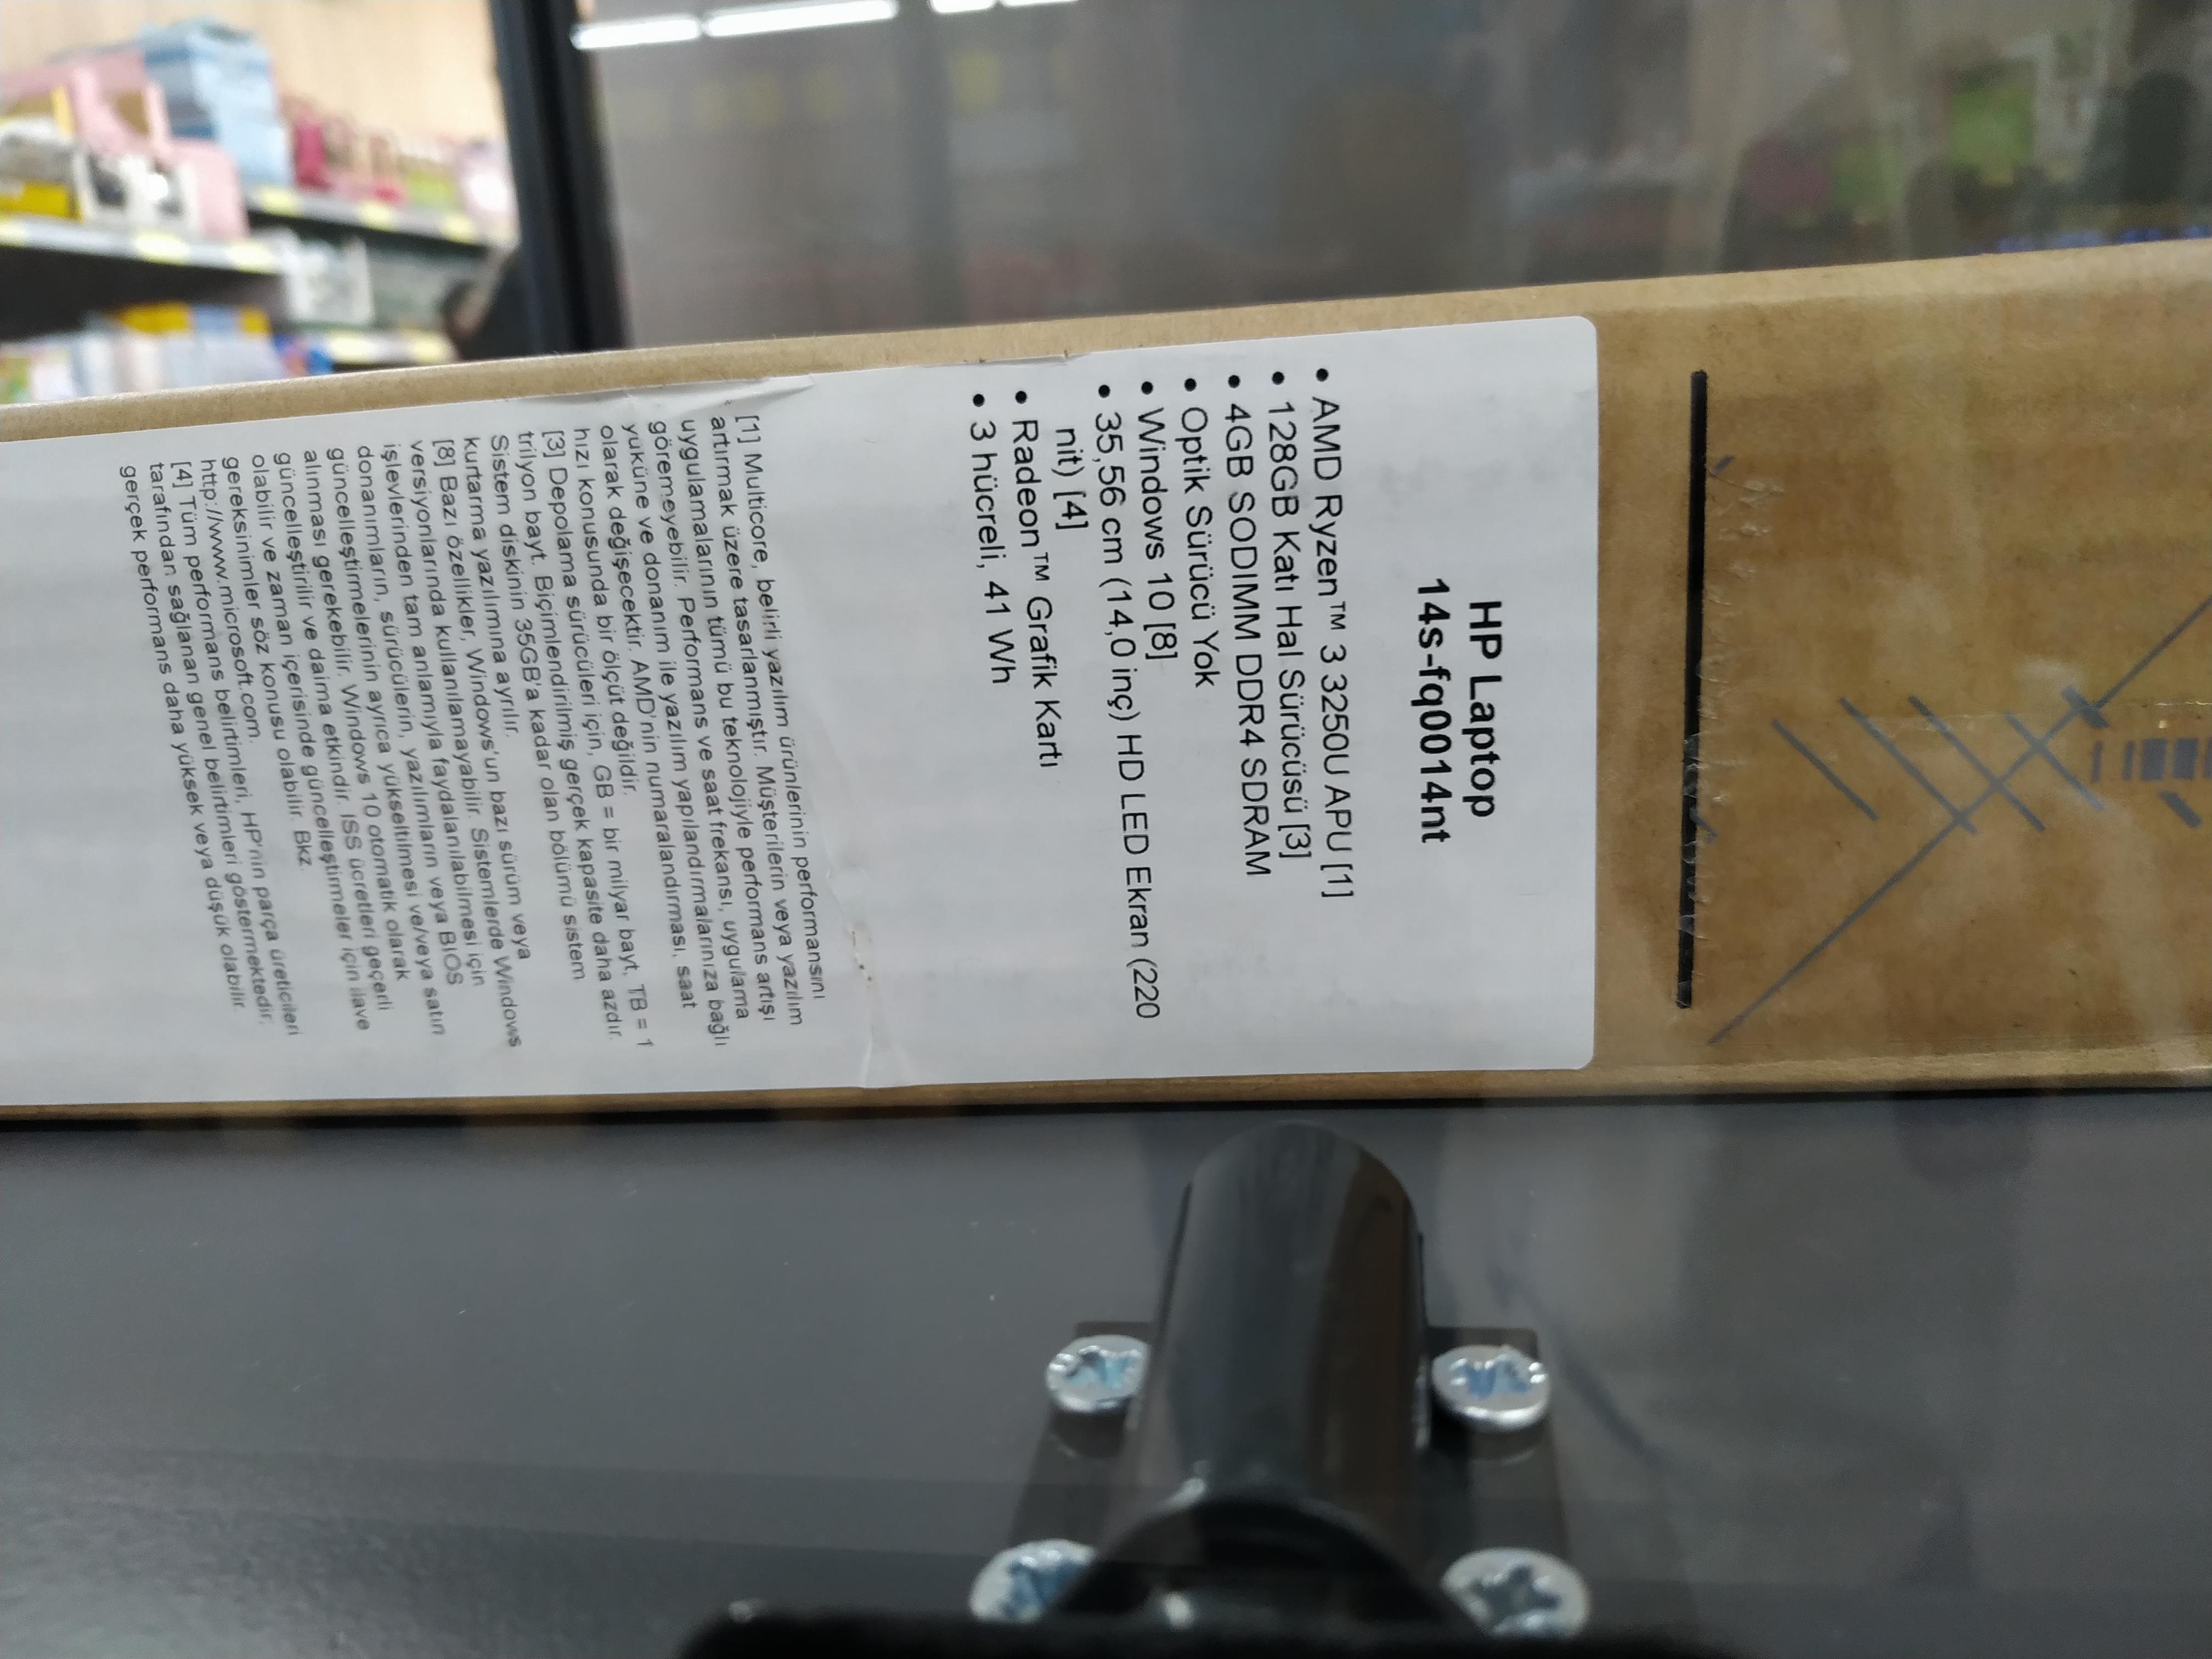 HP Laptop
14s-fq0014nt
• AMD Ryzen™ 3 3250U APU [1]
• 128GB Katı Hal Sürücüsü [3]
• 4GB SODIMM DDR4 SDRAM
• Optik Sürücü Yok
• Windows 10 [8]
• 35,56 cm (14,0 inç) HD LED Ekran (220
nit) [4]
• Radeon™ Grafik Kartı
• 3 hücreli, 41 Wh
[1] Multicore, belirli yazılım ürünlerinin performansını
artırmak üzere tasarlanmıştır. Müşterilerin veya yazılım
uygulamalarının tümü bu teknolojiyle performans artışı
göremeyebilir. Performans ve saat frekansı, uygulama
yüküne ve donanım ile yazılım yapılandırmalarınıza bağlı
olarak değişecektir. AMD'nin numaralandırması, saat
hızı konusunda bir ölçüt değildir.
[3] Depolama sürücüleri için, GB = bir milyar bayt, TB = 1
trilyon bayt. Biçimlendirilmiş gerçek kapasite daha azdır.
Sistem diskinin 35GB'a kadar olan bölümü sistem
kurtarma yazılımına ayrılır.
[8] Bazı özellikler, Windows'un bazı sürüm veya
versiyonlarında kullanılamayabilir. Sistemlerde Windows
işlevlerinden tam anlamıyla faydalanılabilmesi için
donanımların, sürücülerin, yazılımların veya BIOS
güncelleştirmelerinin ayrıca yükseltilmesi ve/veya satın
alınması gerekebilir. Windows 10 otomatik olarak
güncelleştirilir ve daima etkindir. ISS ücretleri geçerli
olabilir ve zaman içerisinde güncelleştirmeler için ilave
gereksinimler söz konusu olabilir. Bkz.
http://www.microsoft.com.
[4] Tüm performans belirtimleri, HP'nin parça üreticileri
tarafından sağlanan genel belirtimleri göstermektedir;
gerçek performans daha yüksek veya düşük olabilir.